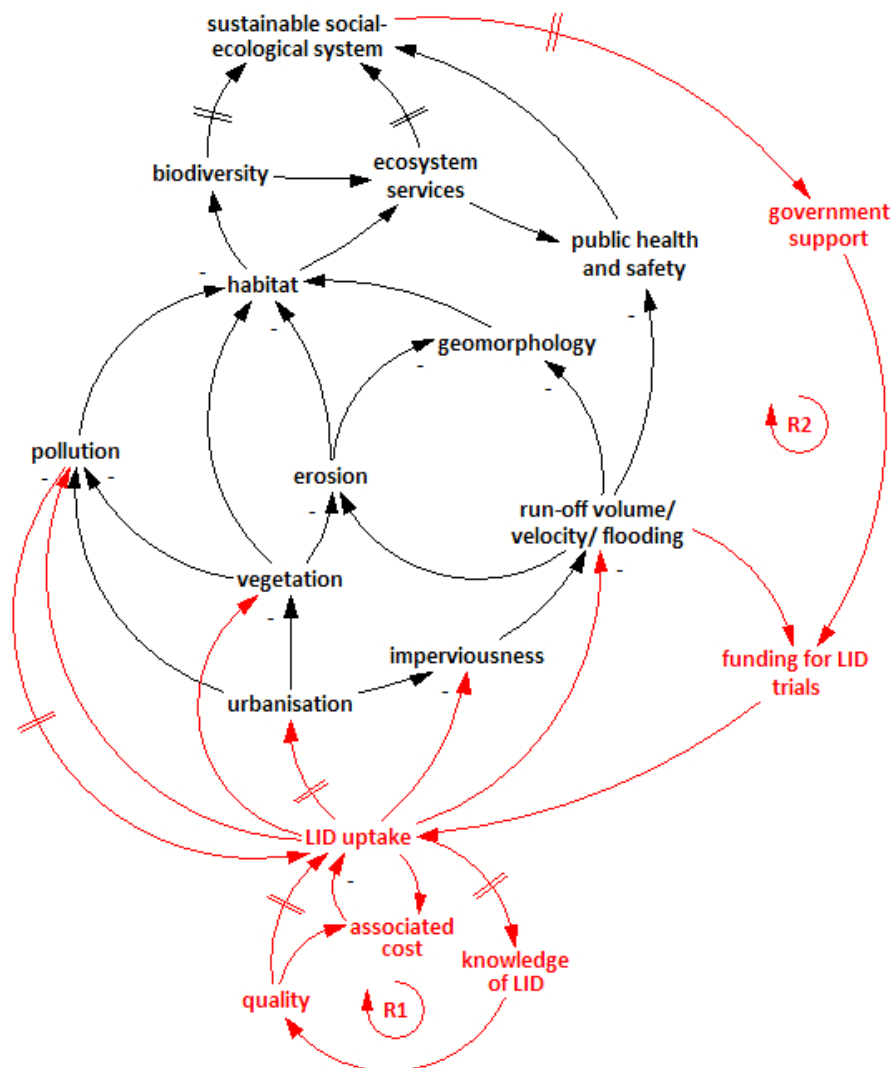 sustainable social-
ecological system
biodiversity
ecosystem
services
government
support
public health
and safety
-
habitat
-
-
geomorphology
-
-
R2
pollution
-
-
erosion
-
run-off volume/
velocity/ flooding
-
vegetation
-
imperviousness
-
funding for LID
trials
urbanisation
LID uptake
-
associated
cost
knowledge
of LID
quality
R1